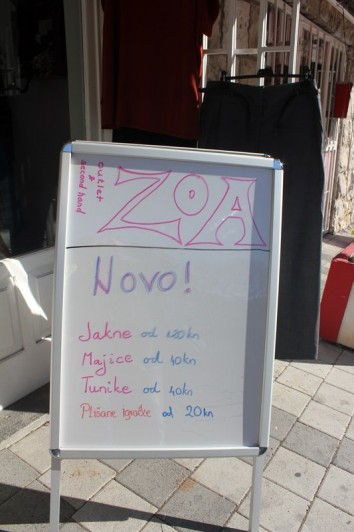 outlet
&
second hand
ZOA
Novo!
Jakne od 120kn
Majice od 40kn
Tunike od 40kn
Plišane igračke od 20kn